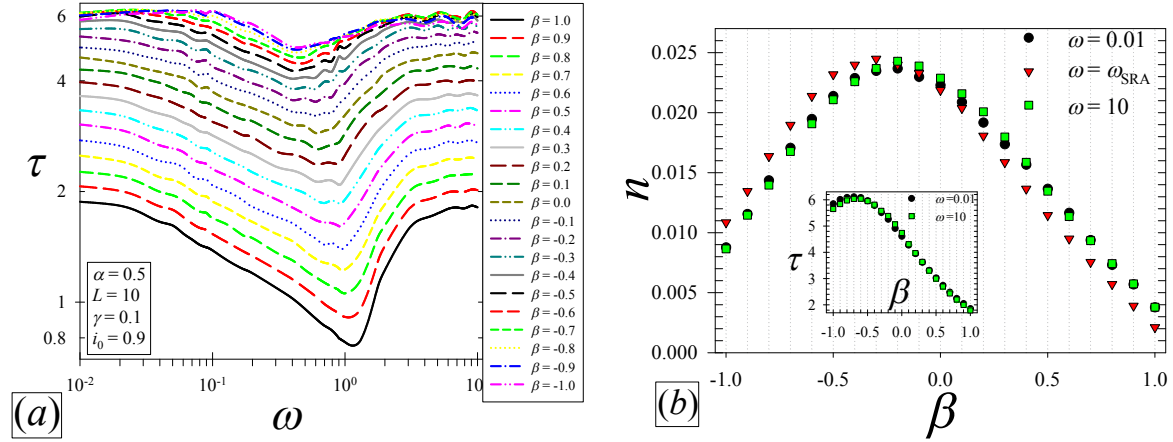 τ
6
4
2
1
0.8
10⁻²
10⁻¹
10⁰
10
ω
(a)
α = 0.5
L = 10
γ = 0.1
i₀ = 0.9
β = 1.0
β = 0.9
β = 0.8
β = 0.7
β = 0.6
β = 0.5
β = 0.4
β = 0.3
β = 0.2
β = 0.1
β = 0.0
β = -0.1
β = -0.2
β = -0.3
β = -0.4
β = -0.5
β = -0.6
β = -0.7
β = -0.8
β = -0.9
β = -1.0
n
0.025
0.020
0.015
0.010
0.005
0.000
-1.0
-0.5
0.0
0.5
1.0
β
(b)
ω = 0.01
ω = ω_SRA
ω = 10
τ
6
5
4
3
2
ω=0.01
ω=10
β
-1.0 -0.5 0.0 0.5 1.0